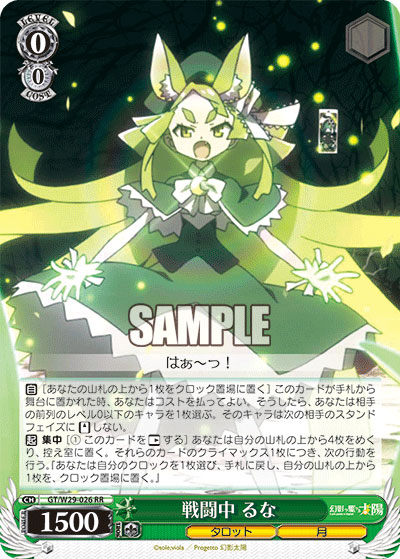 LEVEL
0
0
COST
SAMPLE
はぁ～っ！
自 [あなたの山札の上から1枚をクロック置場に置く] このカードが手札から
舞台に置かれた時、あなたはコストを払ってよい。そうしたら、あなたは相手
の前列のレベル0以下のキャラを1枚選ぶ。そのキャラは次の相手のスタンド
フェイズに しない。
起 集中 [① このカードを する] あなたは自分の山札の上から4枚をめく
り、控え室に置く。それらのカードのクライマックス1枚につき、次の行動を行
う。『あなたは自分のクロックを1枚選び、手札に戻し、自分の山札の上から1
枚を、クロック置場に置く。』
CH GT/W29-026 RR
1500
戦闘中 るな
幻影ヶ駆ヶ太陽
タロット
月
©sole;viola / Progetto 幻影太陽